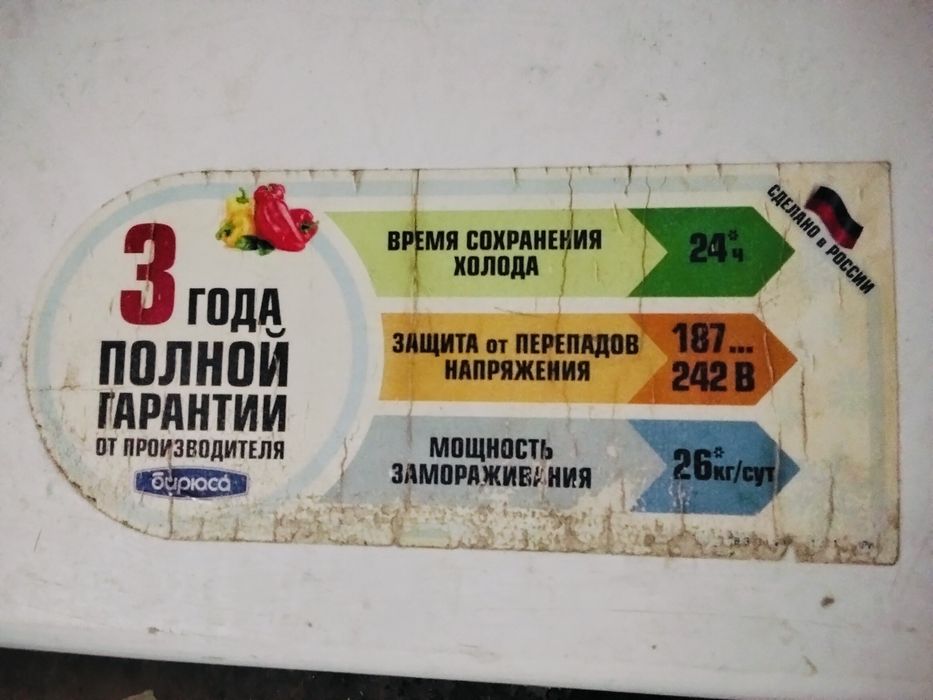 3 ГОДА
ПОЛНОЙ
ГАРАНТИИ
ОТ ПРОИЗВОДИТЕЛЯ
бирюса
ВРЕМЯ СОХРАНЕНИЯ
ХОЛОДА
24*ч
ЗАЩИТА от ПЕРЕПАДОВ
НАПРЯЖЕНИЯ
187...
242 В
МОЩНОСТЬ
ЗАМОРАЖИВАНИЯ
26*кг/сут
СДЕЛАНО в РОССИИ